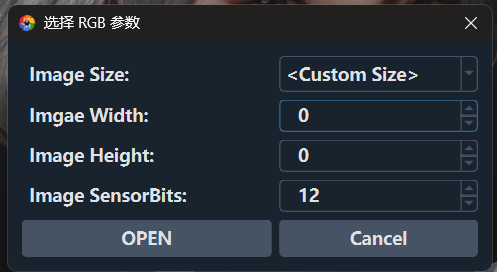 选择 RGB 参数
Image Size: <Custom Size>
Imgae Width: 0
Image Height: 0
Image SensorBits: 12
OPEN Cancel